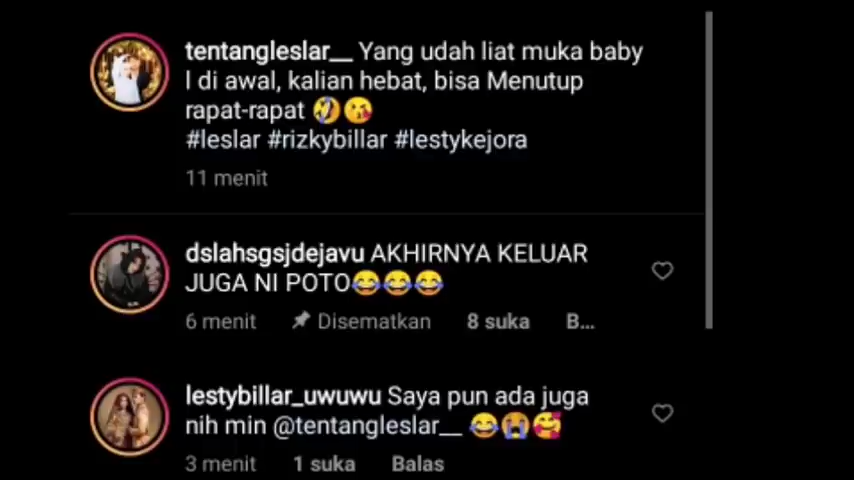 tentangleslar__ Yang udah liat muka baby
l di awal, kalian hebat, bisa Menutup
rapat-rapat 🤣😘
#leslar #rizkybillar #lestykejora
11 menit
dslahsgsjdejavu AKHIRNYA KELUAR
JUGA NI POTO😂😂😂
6 menit Disematkan 8 suka B...
lestybillar_uwuwu Saya pun ada juga
nih min @tentangleslar__ 😂😭🥰
3 menit 1 suka Balas